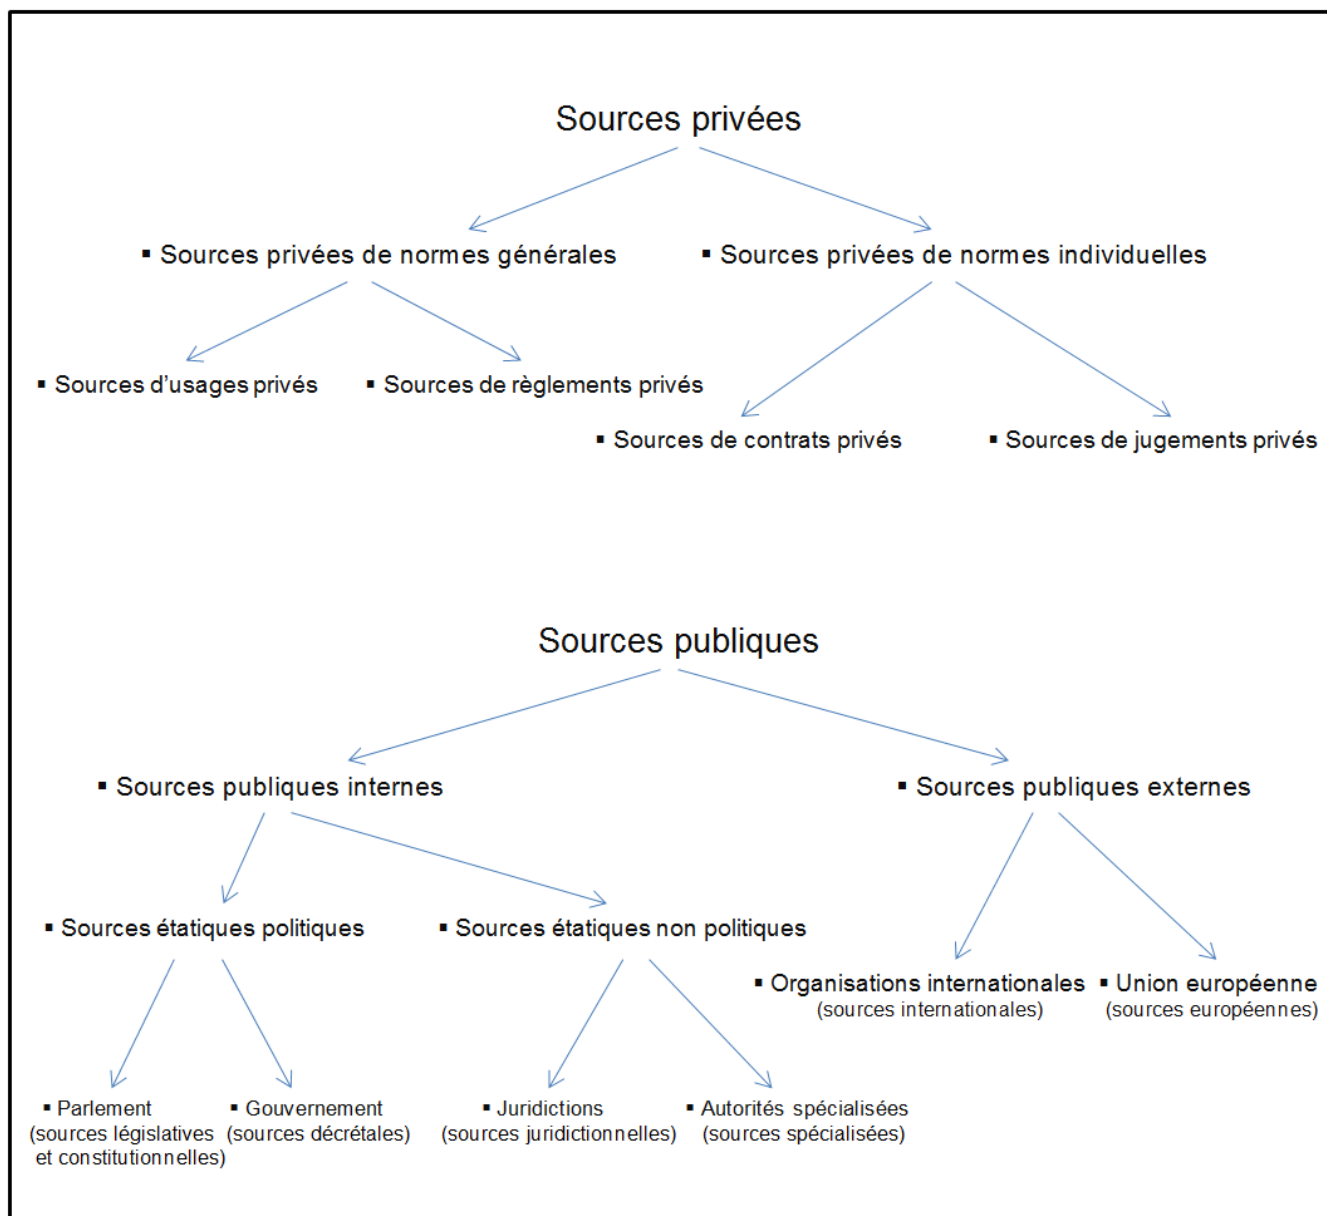 Sources privées
▪ Sources privées de normes générales
▪ Sources privées de normes individuelles
▪ Sources d'usages privés
▪ Sources de règlements privés
▪ Sources de contrats privés
▪ Sources de jugements privés
Sources publiques
▪ Sources publiques internes
▪ Sources publiques externes
▪ Sources étatiques politiques
▪ Sources étatiques non politiques
▪ Organisations internationales
(sources internationales)
▪ Union européenne
(sources européennes)
▪ Parlement
(sources législatives
et constitutionnelles)
▪ Gouvernement
(sources décrétales)
▪ Juridictions
(sources juridictionnelles)
▪ Autorités spécialisées
(sources spécialisées)